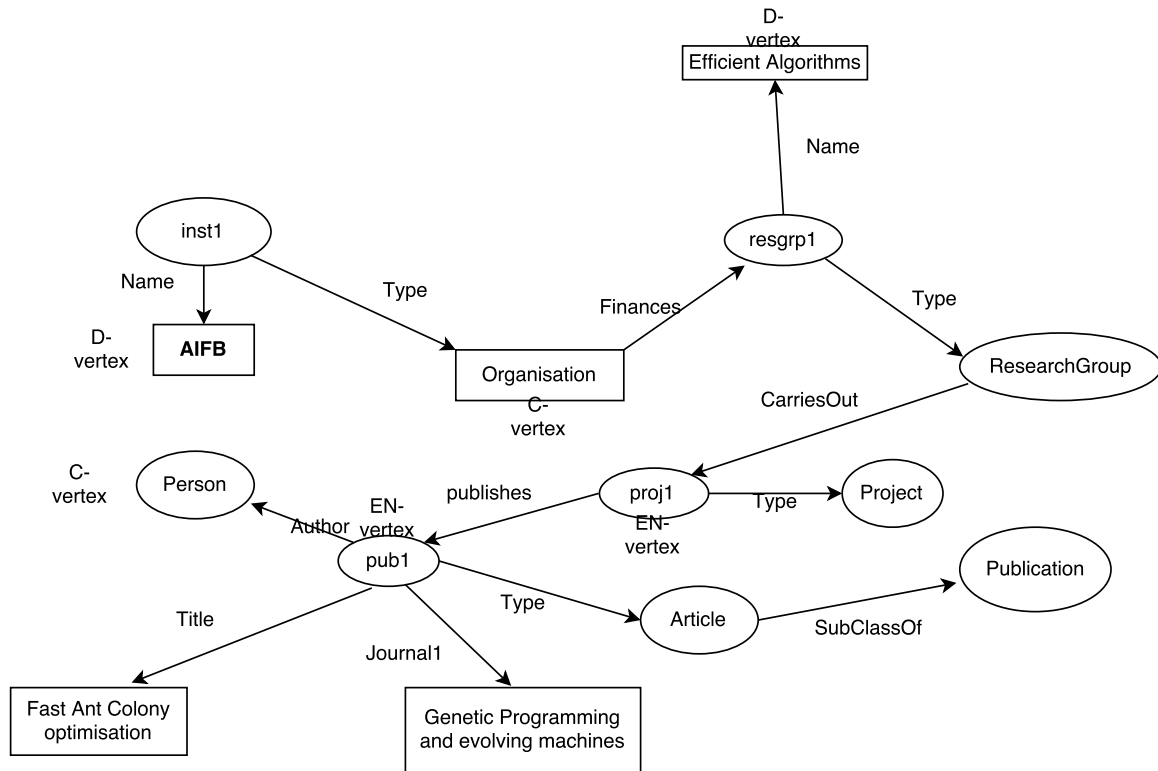 D-
vertex
Efficient Algorithms
Name
inst1
resgrp1
Name
Type
Finances
Type
D-
vertex
AIFB
Organisation
C-
vertex
ResearchGroup
CarriesOut
C-
vertex
Person
publishes
proj1
EN-
vertex
Type
Project
Author
EN-
vertex
pub1
Type
Article
SubClassOf
Publication
Title
Journal1
Fast Ant Colony
optimisation
Genetic Programming
and evolving machines